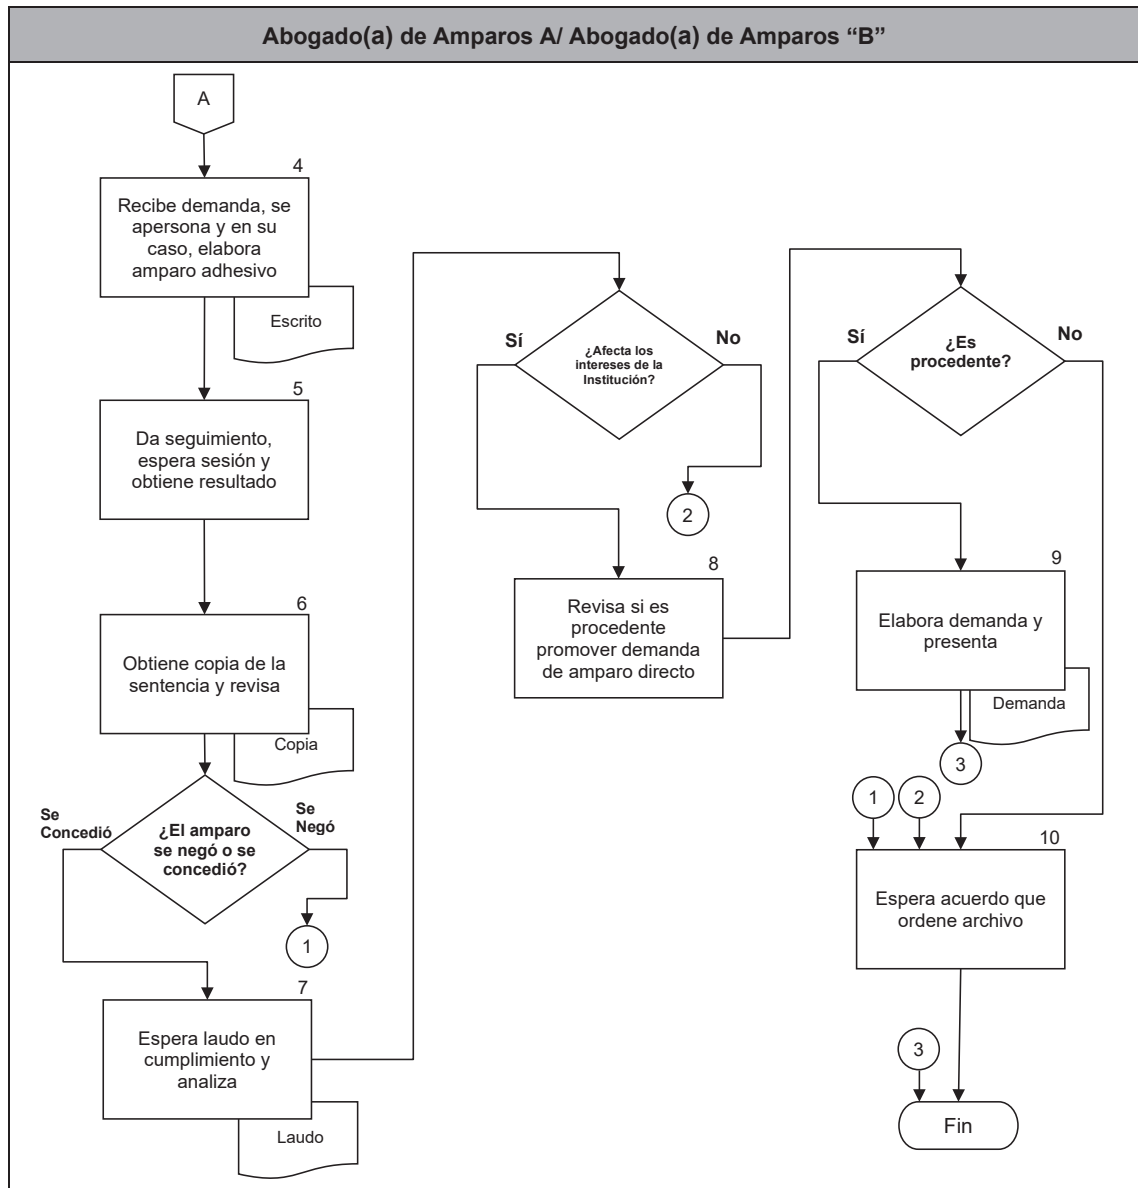 Abogado(a) de Amparos A/ Abogado(a) de Amparos “B”
A
4
Recibe demanda, se
apersona y en su
caso, elabora
amparo adhesivo
Escrito
5
Da seguimiento,
espera sesión y
obtiene resultado
6
Obtiene copia de la
sentencia y revisa
Copia
Se
Concedió
¿El amparo
se negó o se
concedió?
Se
Negó
1
7
Espera laudo en
cumplimiento y
analiza
Laudo
Sí
¿Afecta los
intereses de la
Institución?
No
2
8
Revisa si es
procedente
promover demanda
de amparo directo
Sí
¿Es
procedente?
No
9
Elabora demanda y
presenta
Demanda
3
1
2
10
Espera acuerdo que
ordene archivo
3
Fin